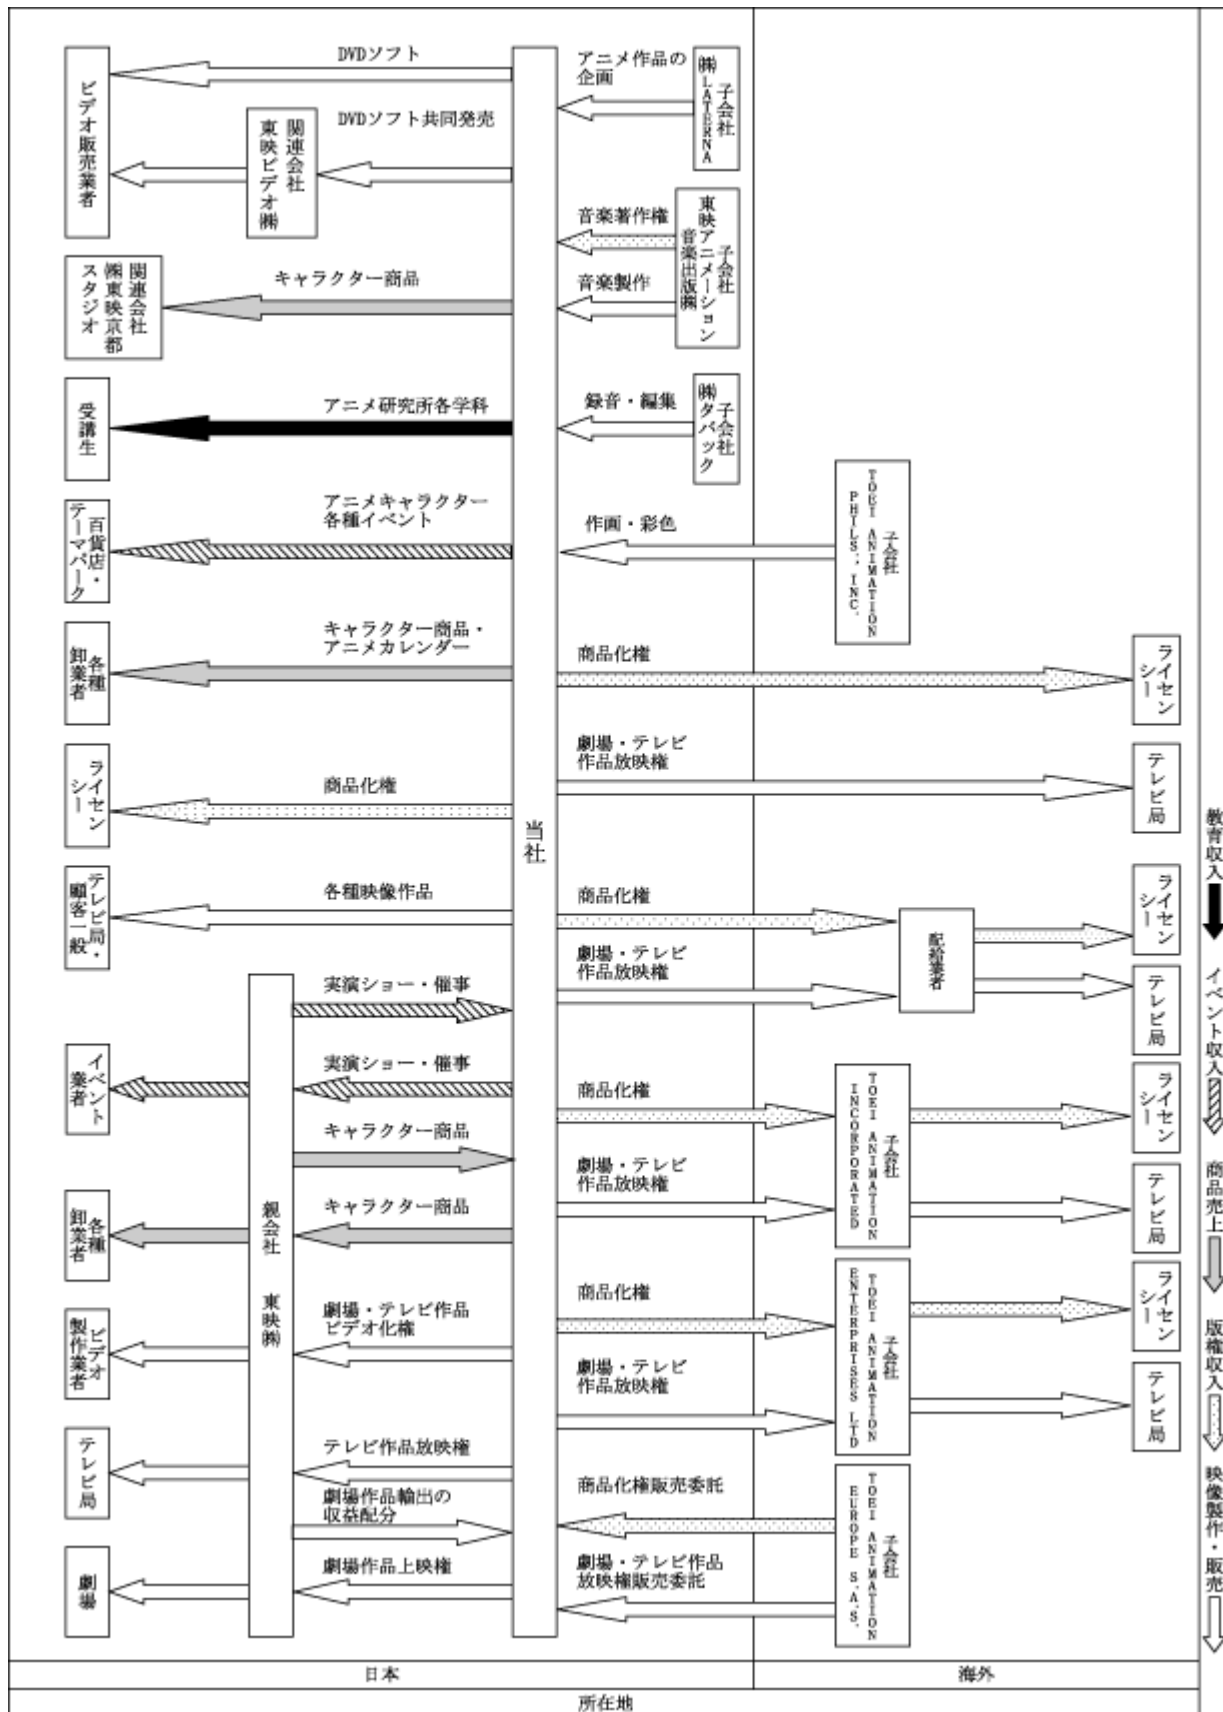 DVDソフト
ビデオ販売業者
DVDソフト共同発売
関連会社
東映ビデオ㈱
キャラクター商品
関連会社
㈱東映京都
スタジオ
アニメ研究所各学科
受講生
アニメキャラクター
各種イベント
百貨店・
テーマパーク
キャラクター商品・
アニメカレンダー
各種
卸業者
商品化権
ライセン
シー
各種映像作品
テレビ局・
顧客一般
実演ショー・催事
実演ショー・催事
イベント
業者
キャラクター商品
キャラクター商品
各種
卸業者
親会社 東映㈱
劇場・テレビ作品
ビデオ化権
ビデオ
製作業者
テレビ作品放映権
テレビ局
劇場作品輸出の
収益配分
劇場作品上映権
劇場
当社
アニメ作品の
企画
子会社
㈱LATERNA
音楽著作権
音楽製作
子会社
東映アニメーション
音楽出版㈱
録音・編集
子会社
㈱タバック
作画・彩色
子会社
TOEI ANIMATION
PHILS., INC.
商品化権
ライセン
シー
劇場・テレビ
作品放映権
テレビ局
商品化権
劇場・テレビ
作品放映権
配給業者
ライセン
シー
テレビ局
商品化権
劇場・テレビ
作品放映権
子会社
TOEI ANIMATION
INCORPORATED
ライセン
シー
テレビ局
商品化権
劇場・テレビ
作品放映権
子会社
TOEI ANIMATION
ENTERPRISES LTD
ライセン
シー
テレビ局
商品化権販売委託
劇場・テレビ作品
放映権販売委託
子会社
TOEI ANIMATION
EUROPE S.A.S.
教育収入
イベント収入
商品売上
版権収入
映像製作・販売
日本
海外
所在地